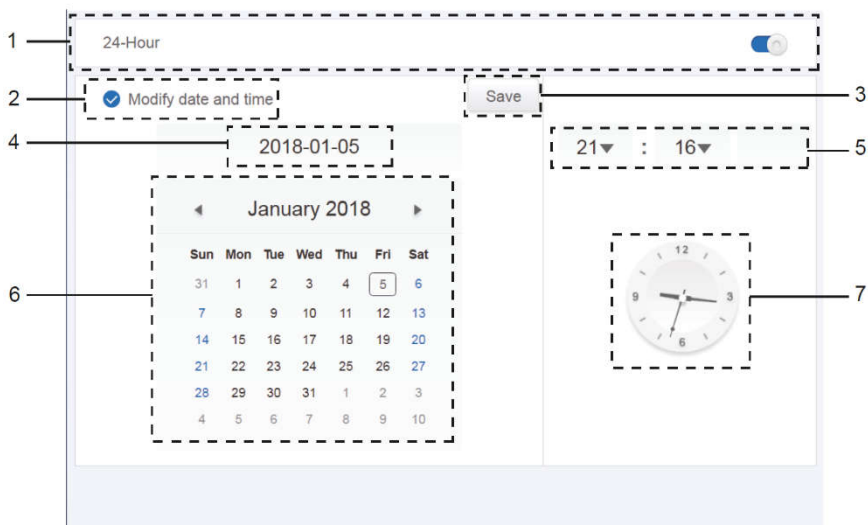 1 24-Hour
2 Modify date and time Save 3
4 2018-01-05 21 : 16 5
January 2018
Sun Mon Tue Wed Thu Fri Sat
31 1 2 3 4 5 6
7 8 9 10 11 12 13
14 15 16 17 18 19 20
21 22 23 24 25 26 27
28 29 30 31 1 2 3
4 5 6 7 8 9 10
6
12
9 3
6
7